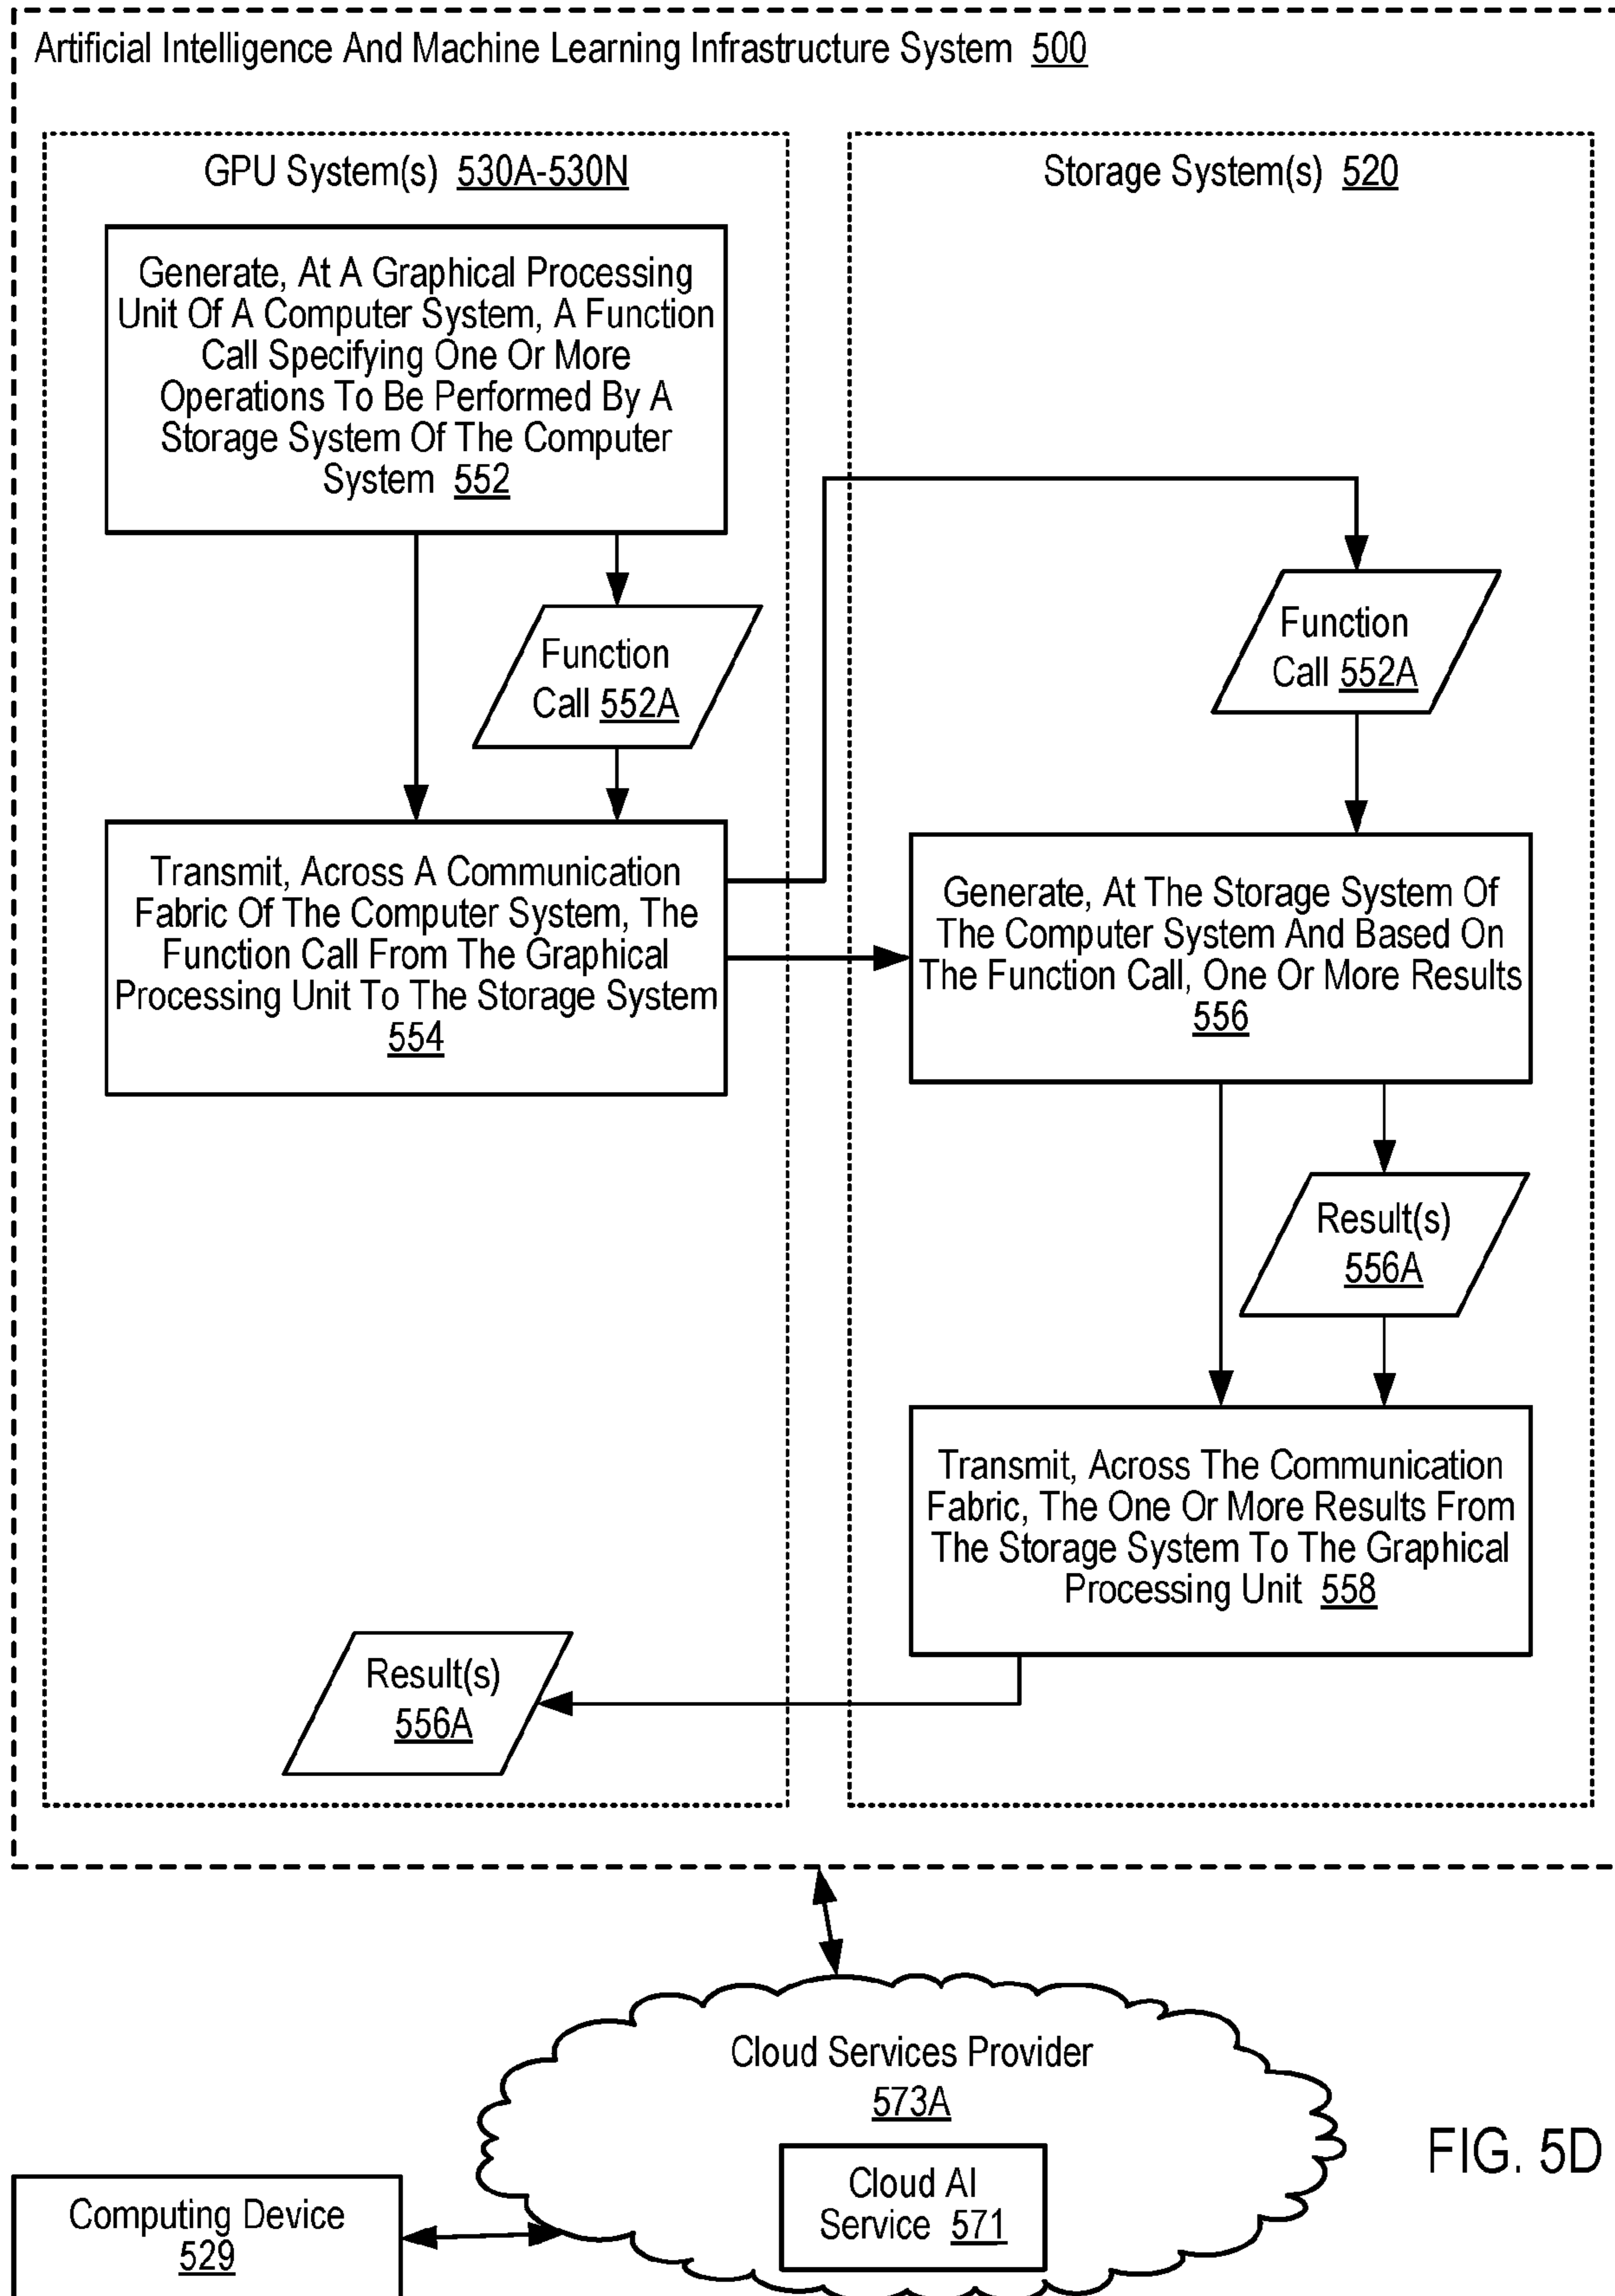 Artificial Intelligence And Machine Learning Infrastructure System 500
GPU System(s) 530A-530N
Generate, At A Graphical Processing
Unit Of A Computer System, A Function
Call Specifying One Or More
Operations To Be Performed By A
Storage System Of The Computer
System 552
Function
Call 552A
Transmit, Across A Communication
Fabric Of The Computer System, The
Function Call From The Graphical
Processing Unit To The Storage System
554
Storage System(s) 520
Function
Call 552A
Generate, At The Storage System Of
The Computer System And Based On
The Function Call, One Or More Results
556
Result(s)
556A
Transmit, Across The Communication
Fabric, The One Or More Results From
The Storage System To The Graphical
Processing Unit 558
Result(s)
556A
Cloud Services Provider
573A
Cloud AI
Service 571
Computing Device
529
FIG. 5D